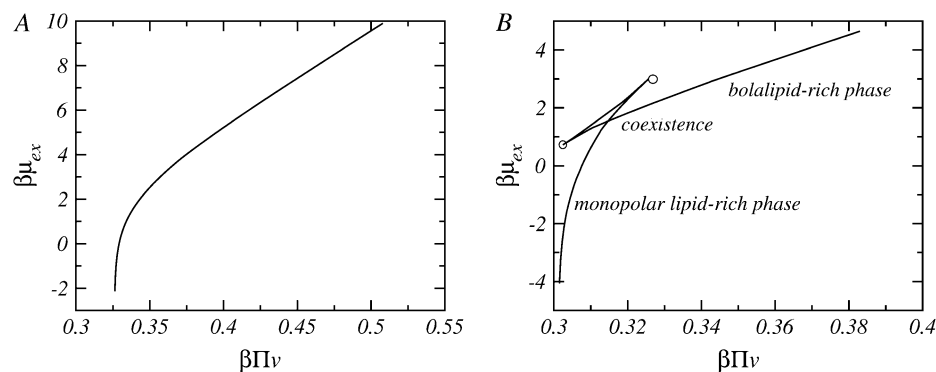 A
10
8
6
4
2
0
-2
βμex
0.3 0.35 0.4 0.45 0.5 0.55
βΠv
B
4
2
0
-2
-4
βμex
bolalipid-rich phase
coexistence
monopolar lipid-rich phase
0.3 0.32 0.34 0.36 0.38 0.4
βΠv